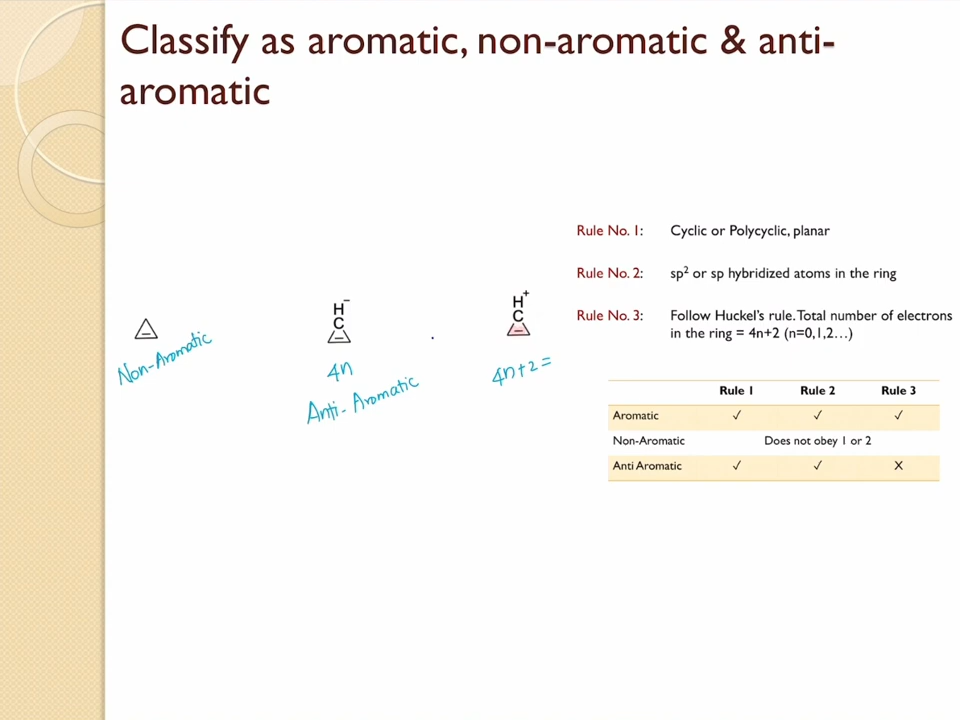 Classify as aromatic, non-aromatic & anti-
aromatic
Rule No. 1: Cyclic or Polycyclic, planar
Rule No. 2: sp² or sp hybridized atoms in the ring
Rule No. 3: Follow Huckel's rule. Total number of electrons
in the ring = 4n+2 (n=0,1,2...)
Non-Aromatic
H⁻
C
4n
Anti-Aromatic
H⁺
C
4n+2 =
Rule 1 Rule 2 Rule 3
Aromatic ✓ ✓ ✓
Non-Aromatic Does not obey 1 or 2
Anti Aromatic ✓ ✓ X